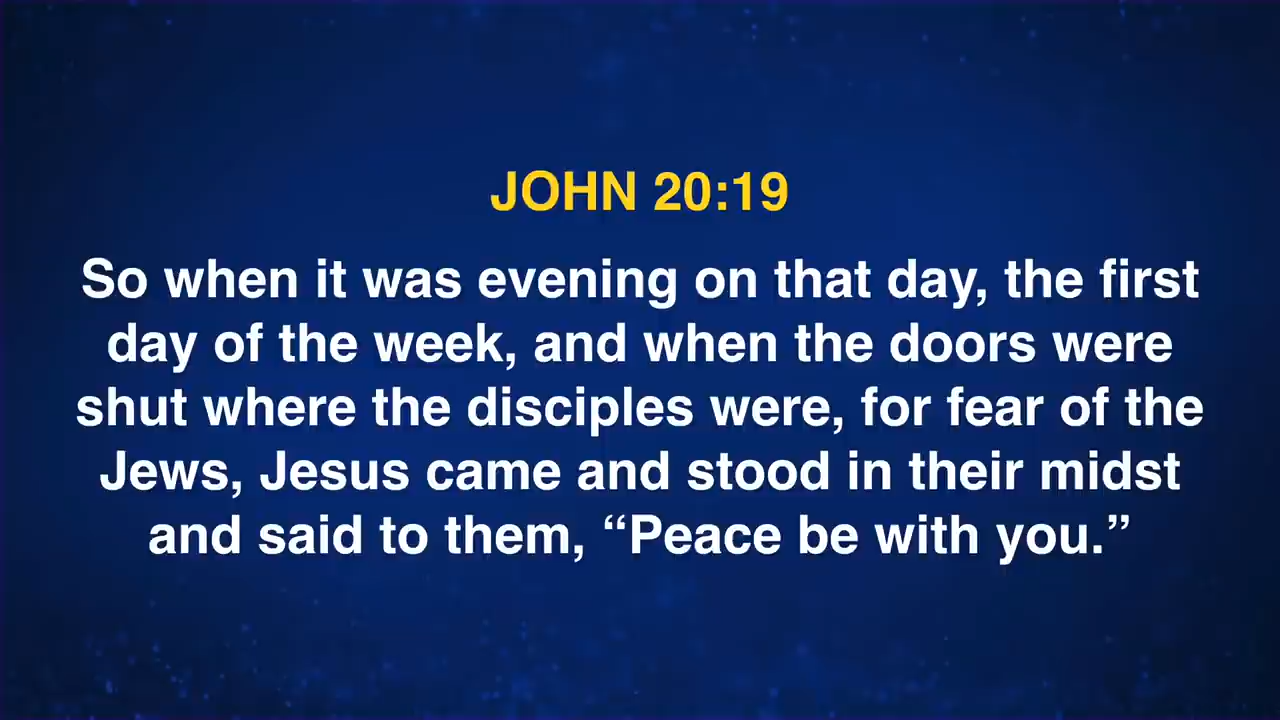 JOHN 20:19
So when it was evening on that day, the first
day of the week, and when the doors were
shut where the disciples were, for fear of the
Jews, Jesus came and stood in their midst
and said to them, “Peace be with you.”